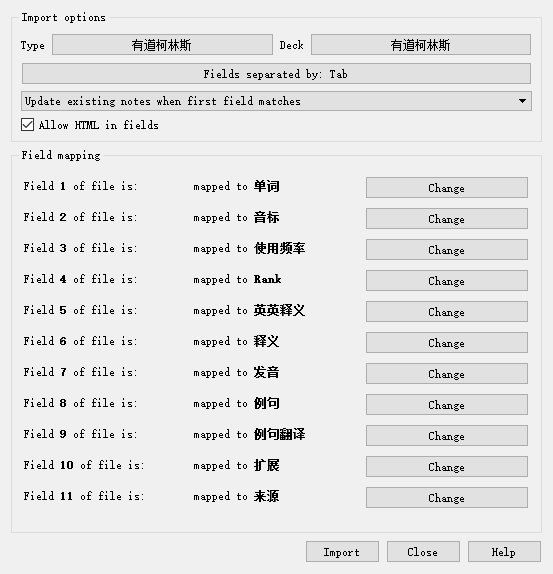 Import options
Type 有道柯林斯 Deck 有道柯林斯
Fields separated by: Tab
Update existing notes when first field matches
Allow HTML in fields
Field mapping
Field 1 of file is: mapped to 单词 Change
Field 2 of file is: mapped to 音标 Change
Field 3 of file is: mapped to 使用频率 Change
Field 4 of file is: mapped to Rank Change
Field 5 of file is: mapped to 英英释义 Change
Field 6 of file is: mapped to 释义 Change
Field 7 of file is: mapped to 发音 Change
Field 8 of file is: mapped to 例句 Change
Field 9 of file is: mapped to 例句翻译 Change
Field 10 of file is: mapped to 扩展 Change
Field 11 of file is: mapped to 来源 Change
Import Close Help